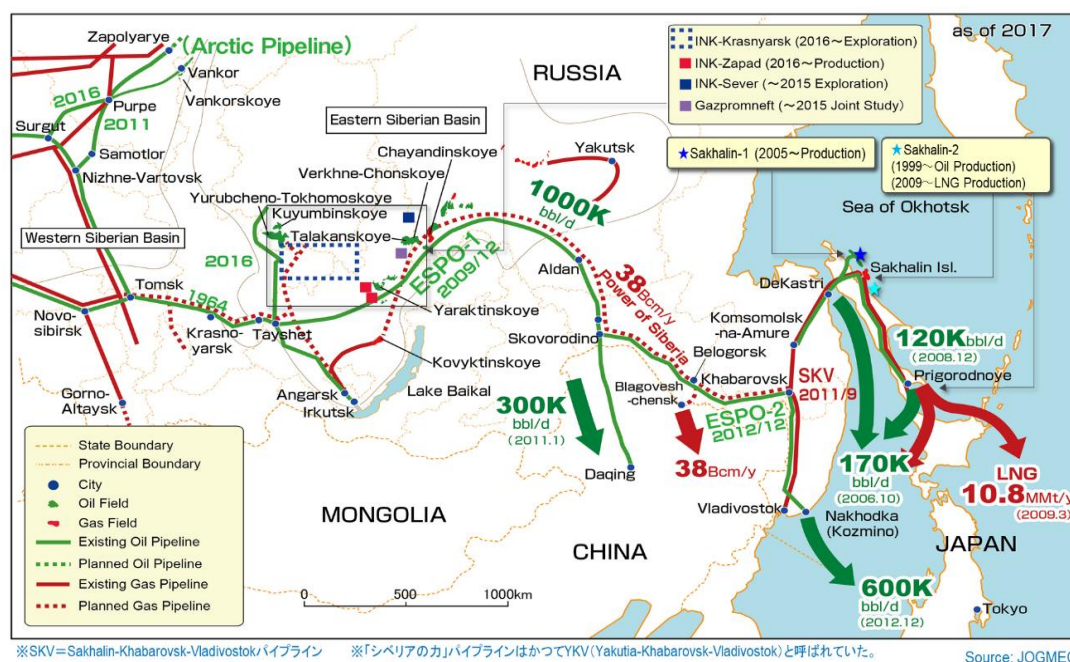 as of 2017
Zapolyarye
(Arctic Pipeline)
Vankor
Vankorskoye
2016
Purpe
2011
Surgut
Samotlor
Nizhne-Vartovsk
RUSSIA
INK-Krasnyarsk (2016～Exploration)
INK-Zapad (2016～Production)
INK-Sever (～2015 Exploration)
Gazpromneft (～2015 Joint Study)
Sakhalin-1 (2005～Production)
Sakhalin-2
(1999～Oil Production)
(2009～LNG Production)
Sea of Okhotsk
Eastern Siberian Basin
Chayandinskoye
Verkhne-Chonskoye
Yurubcheno-Tokhomoskoye
Kuyumbinskoye
Talakanskoye
Yakutsk
1000K
bbl/d
Western Siberian Basin
2016
ESPO-1
2009/12
Aldan
38Bcm/y
Power of Siberia
DeKastri
Sakhalin Isl.
Tomsk
1964
Novo-
sibirsk
Krasno-
yarsk
Tayshet
Yaraktinskoye
Kovyktinskoye
Skovorodino
Komsomolsk
-na-Amure
Belogorsk
Khabarovsk
Blagovesh
-chensk
SKV
2011/9
120Kbbl/d
(2008.12)
Prigorodnoye
Gorno-
Altaysk
Angarsk
Irkutsk
Lake Baikal
300K
bbl/d
(2011.1)
Daqing
38Bcm/y
ESPO-2
2012/12
170K
bbl/d
(2006.10)
LNG
10.8MMt/y
(2009.3)
Vladivostok
Nakhodka
(Kozmino)
MONGOLIA
CHINA
JAPAN
600K
bbl/d
(2012.12)
Tokyo
State Boundary
Provincial Boundary
City
Oil Field
Gas Field
Existing Oil Pipeline
Planned Oil Pipeline
Existing Gas Pipeline
Planned Gas Pipeline
0 500 1000km
※SKV＝Sakhalin-Khabarovsk-Vladivostokパイプライン ※「シベリアの力」パイプラインはかつてYKV(Yakutia-Khabarovsk-Vladivostok)と呼ばれていた。
Source: JOGMEC